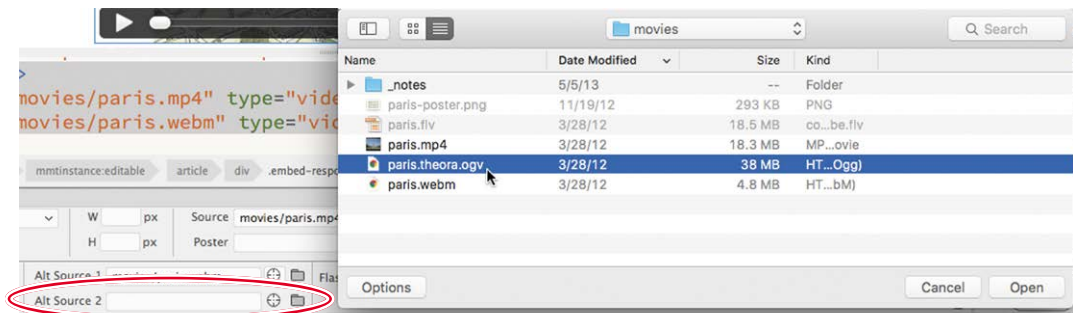 movies
Search
Name Date Modified Size Kind
_notes 5/5/13 -- Folder
paris-poster.png 11/19/12 293 KB PNG
paris.flv 3/28/12 18.5 MB co...be.flv
paris.mp4 3/28/12 18.3 MB MP...ovie
paris.theora.ogv 3/28/12 38 MB HT...Ogg)
paris.webm 3/28/12 4.8 MB HT...bM)
Options Cancel Open
>
movies/paris.mp4" type="vide
movies/paris.webm" type="vid
mmtinstance:editable article div .embed-respo
W px Source movies/paris.mp4
H px Poster
Alt Source 1 Flas
Alt Source 2